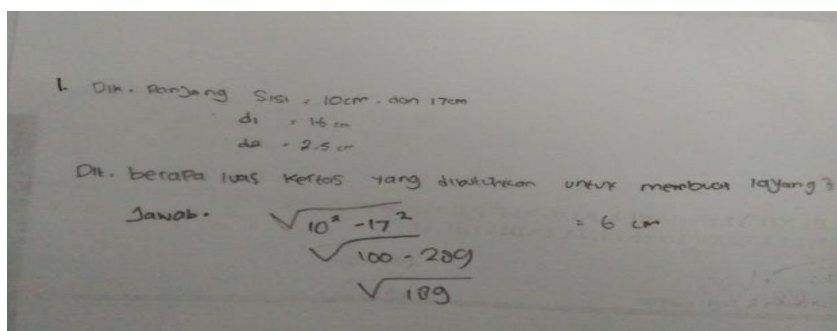 1. Dik. Panjang Sisi = 10cm. dan 17cm
d1 = 16 cm
d2 = 2.5 cm
Dit. berapa luas kertas yang dibutuhkan untuk membuat layang?
Jawab. √10² - 17² = 6 cm
√100 - 289
√189